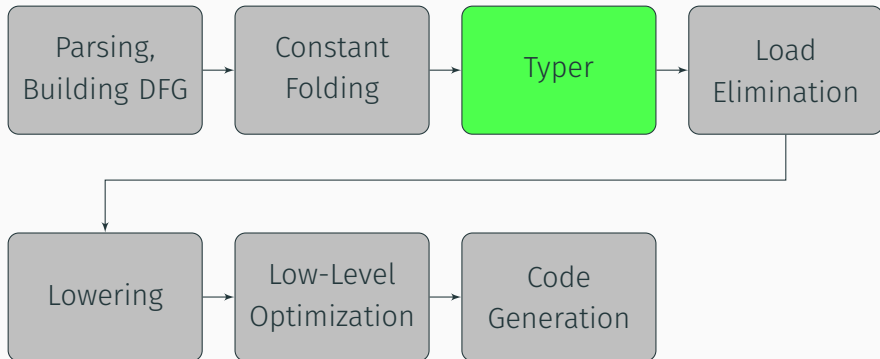 Parsing,
Building DFG
Constant
Folding
Typer
Load
Elimination
Lowering
Low-Level
Optimization
Code
Generation